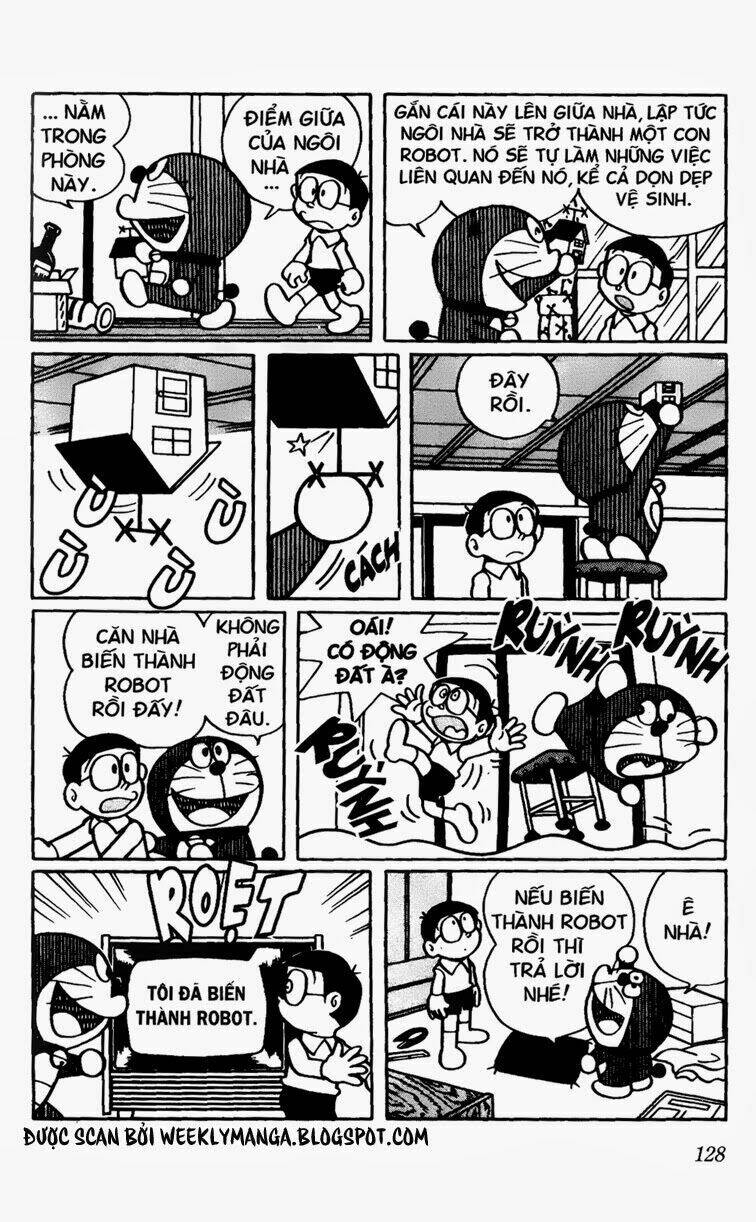 GẮN CÁI NÀY LÊN GIỮA NHÀ, LẬP TỨC
NGÔI NHÀ SẼ TRỞ THÀNH MỘT CON
ROBOT. NÓ SẼ TỰ LÀM NHỮNG VIỆC
LIÊN QUAN ĐẾN NÓ, KỂ CẢ DỌN DẸP
VỆ SINH.
ĐIỂM GIỮA
CỦA NGÔI
NHÀ
...
... NẰM
TRONG
PHÒNG
NÀY.
ĐÂY
RỒI.
CÁCH
Ù
Ù
Ù
Ù
RUỲNH
RUỲNH
OÁI!
CÓ ĐỘNG
ĐẤT À?
RUỲNH
KHÔNG
PHẢI
ĐỘNG
ĐẤT
ĐÂU.
CĂN NHÀ
BIẾN THÀNH
ROBOT
RỒI ĐẤY!
Ê
NHÀ!
NẾU BIẾN
THÀNH ROBOT
RỒI THÌ
TRẢ LỜI
NHÉ!
ROẸT
TÔI ĐÃ BIẾN
THÀNH ROBOT.
ĐƯỢC SCAN BỞI WEEKLYMANGA.BLOGSPOT.COM
128